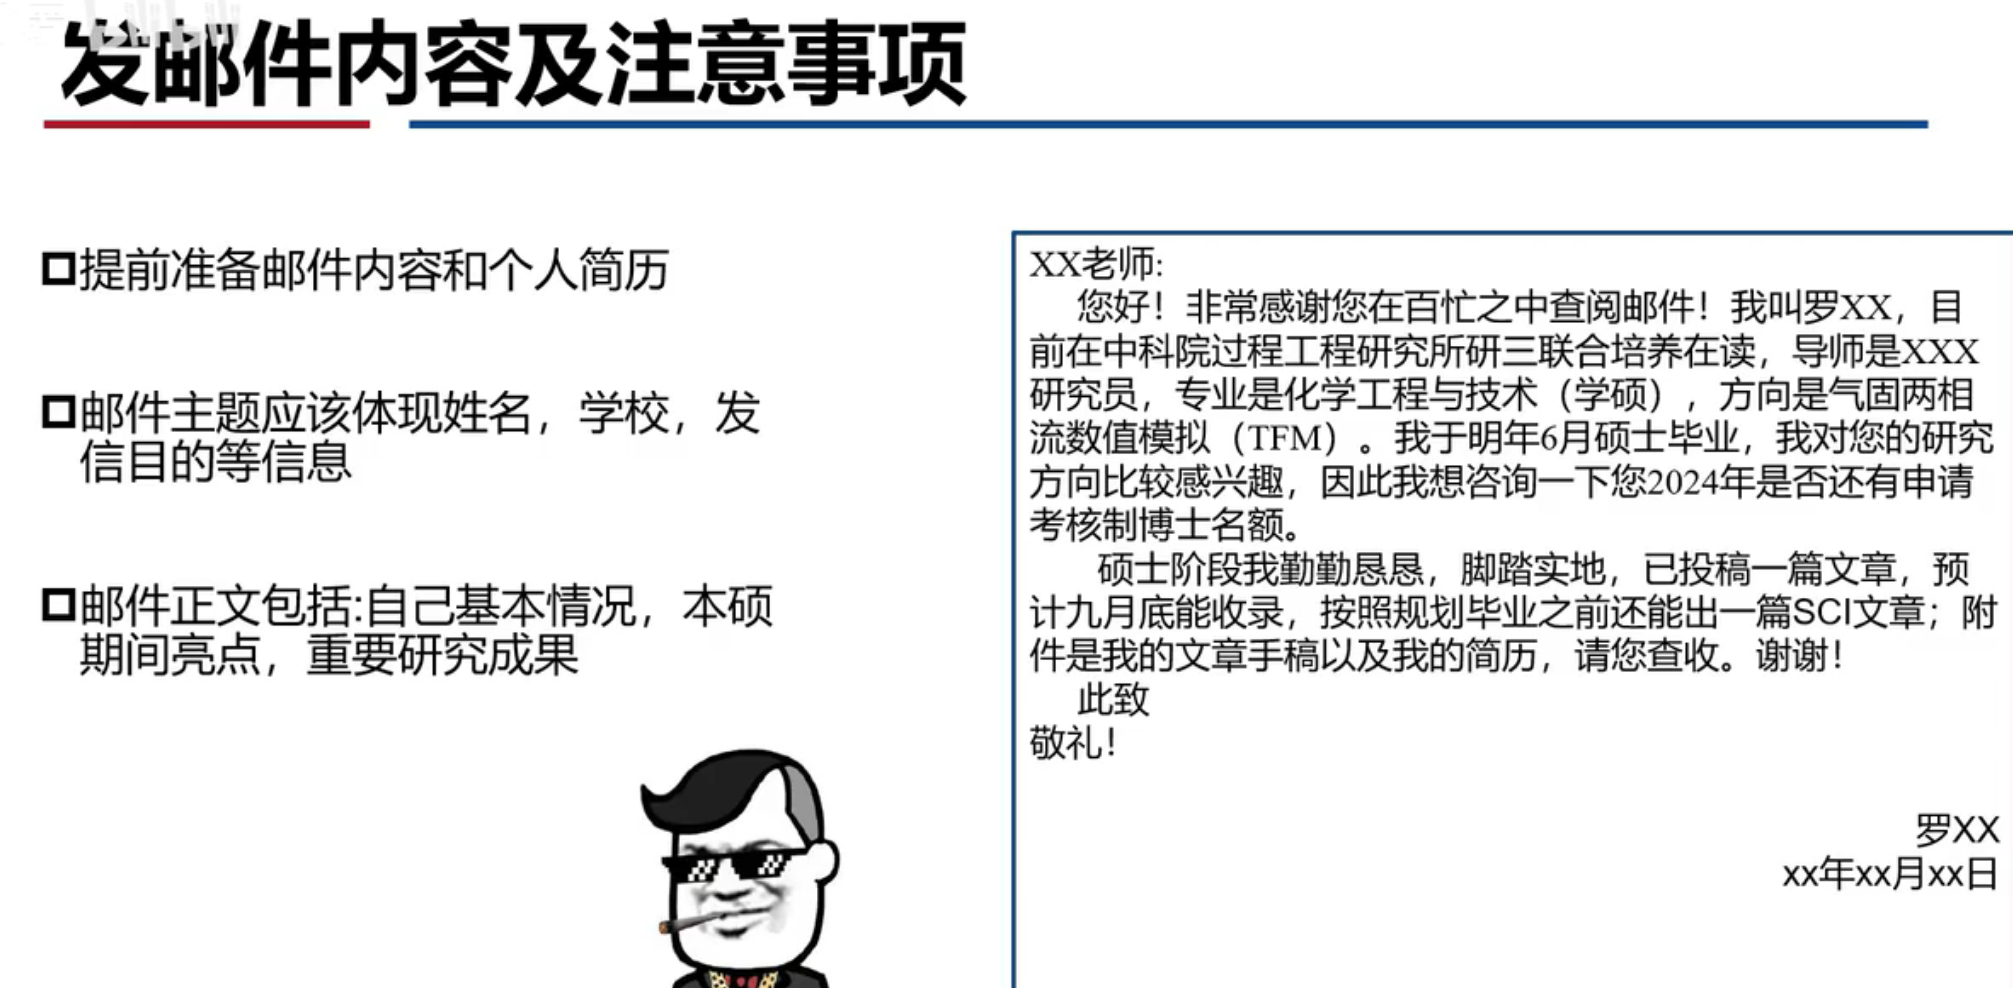 发邮件内容及注意事项
提前准备邮件内容和个人简历
邮件主题应该体现姓名，学校，发
信目的等信息
邮件正文包括:自己基本情况，本硕
期间亮点，重要研究成果
XX老师:
您好！非常感谢您在百忙之中查阅邮件！我叫罗XX，目
前在中科院过程工程研究所研三联合培养在读，导师是XXX
研究员，专业是化学工程与技术（学硕），方向是气固两相
流数值模拟（TFM）。我于明年6月硕士毕业，我对您的研究
方向比较感兴趣，因此我想咨询一下您2024年是否还有申请
考核制博士名额。
硕士阶段我勤勤恳恳，脚踏实地，已投稿一篇文章，预
计九月底能收录，按照规划毕业之前还能出一篇SCI文章；附
件是我的文章手稿以及我的简历，请您查收。谢谢！
此致
敬礼！
罗XX
xx年xx月xx日